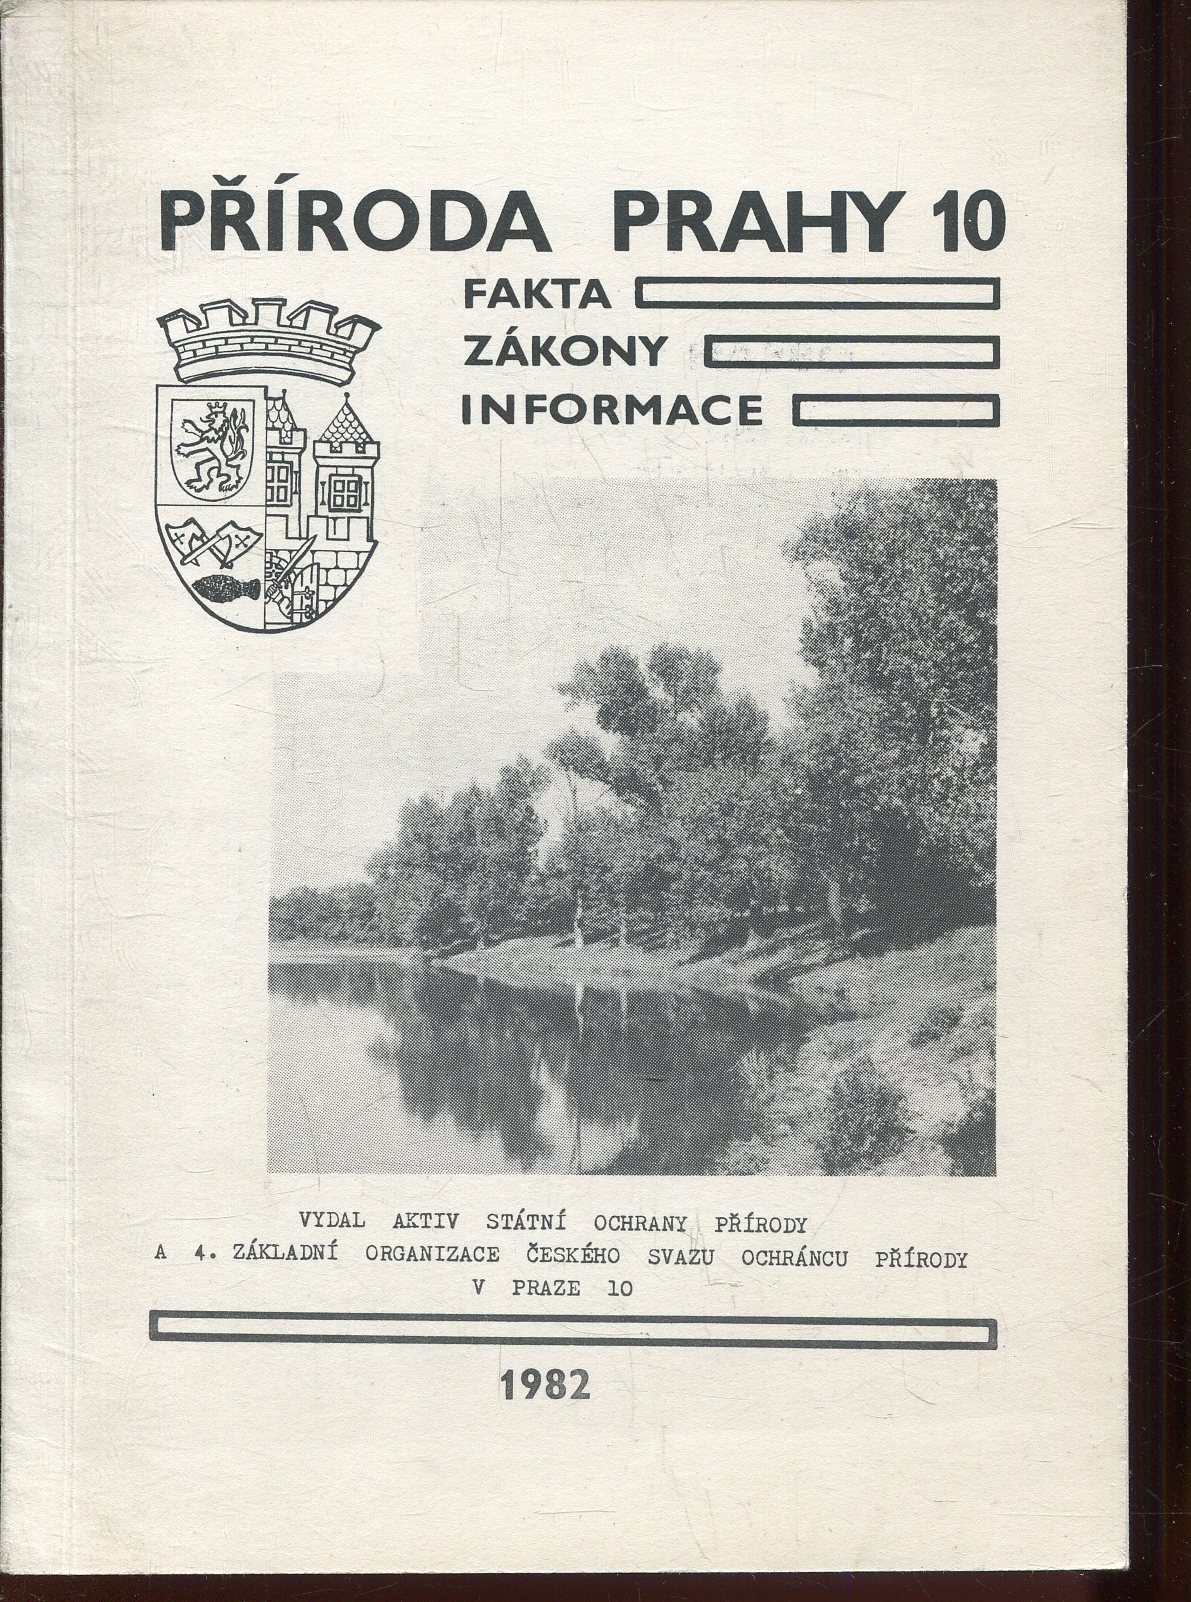 PŘÍRODA PRAHY 10
FAKTA
ZÁKONY
INFORMACE
VYDAL AKTIV STÁTNÍ OCHRANY PŘÍRODY
A 4. ZÁKLADNÍ ORGANIZACE ČESKÉHO SVAZU OCHRÁNCU PŘÍRODY
V PRAZE 10
1982